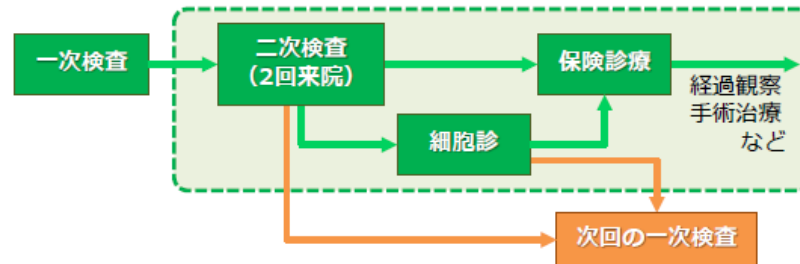 一次検査
二次検査
（2回来院）
保険診療
経過観察
手術治療
など
細胞診
次回の一次検査